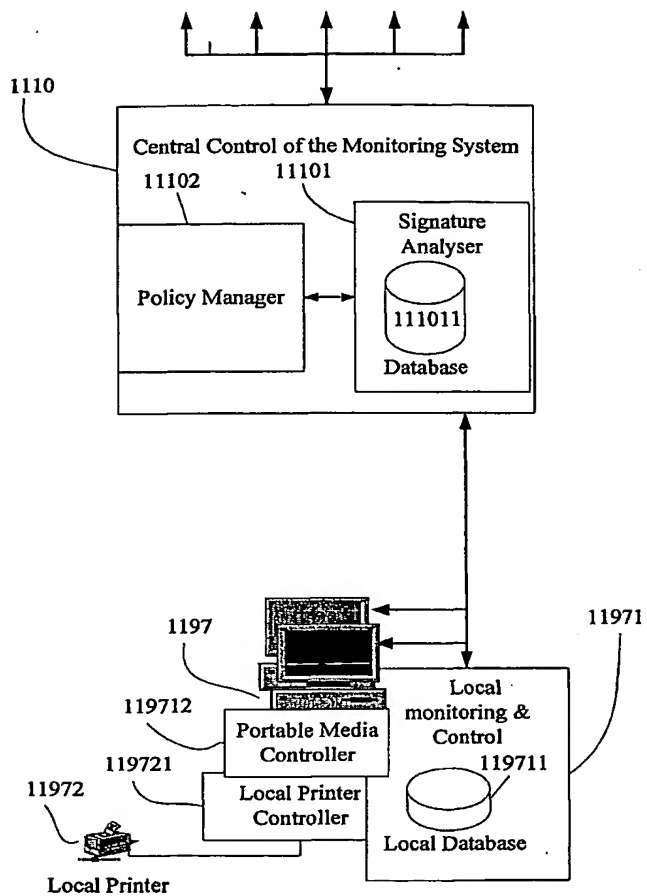 1110
Central Control of the Monitoring System
11102
11101
Signature
Analyser
Policy Manager
111011
Database
1197
11971
Local
monitoring &
Control
119712
Portable Media
Controller
119711
119721
11972
Local Printer
Controller
Local Database
Local Printer